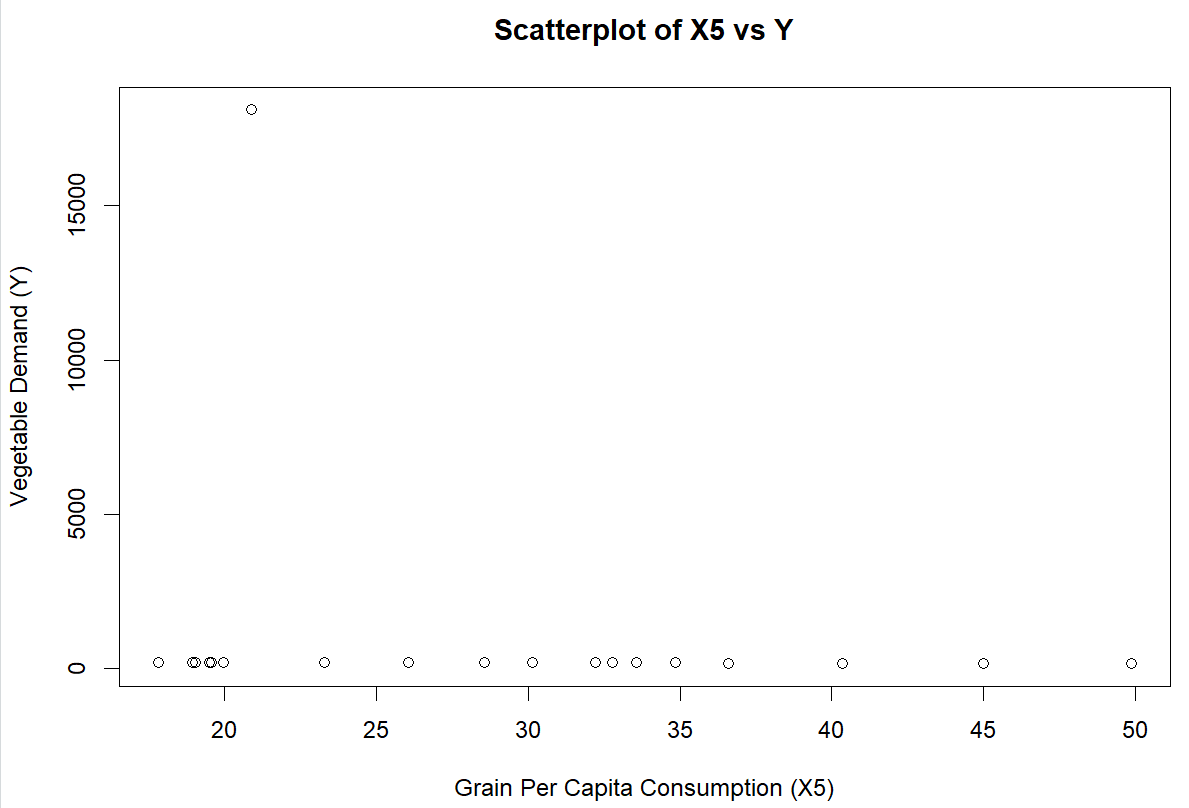 Scatterplot of X5 vs Y
15000
10000
5000
0
Vegetable Demand (Y)
20 25 30 35 40 45 50
Grain Per Capita Consumption (X5)